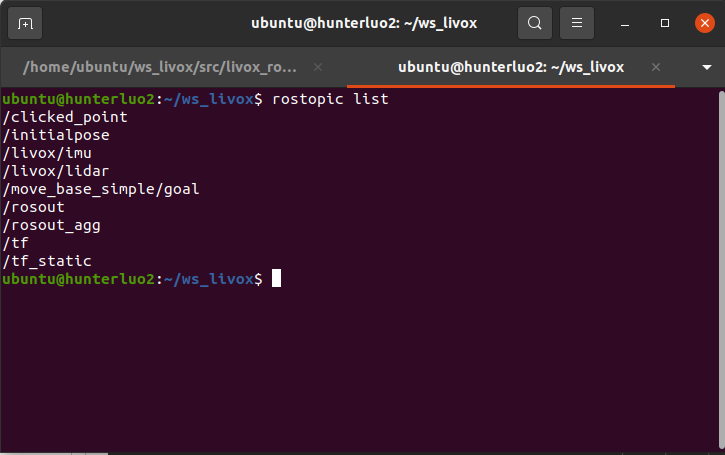 ubuntu@hunterluo2: ~/ws_livox
/home/ubuntu/ws_livox/src/livox_ro...
ubuntu@hunterluo2: ~/ws_livox
ubuntu@hunterluo2:~/ws_livox$ rostopic list
/clicked_point
/initialpose
/livox/imu
/livox/lidar
/move_base_simple/goal
/rosout
/rosout_agg
/tf
/tf_static
ubuntu@hunterluo2:~/ws_livox$